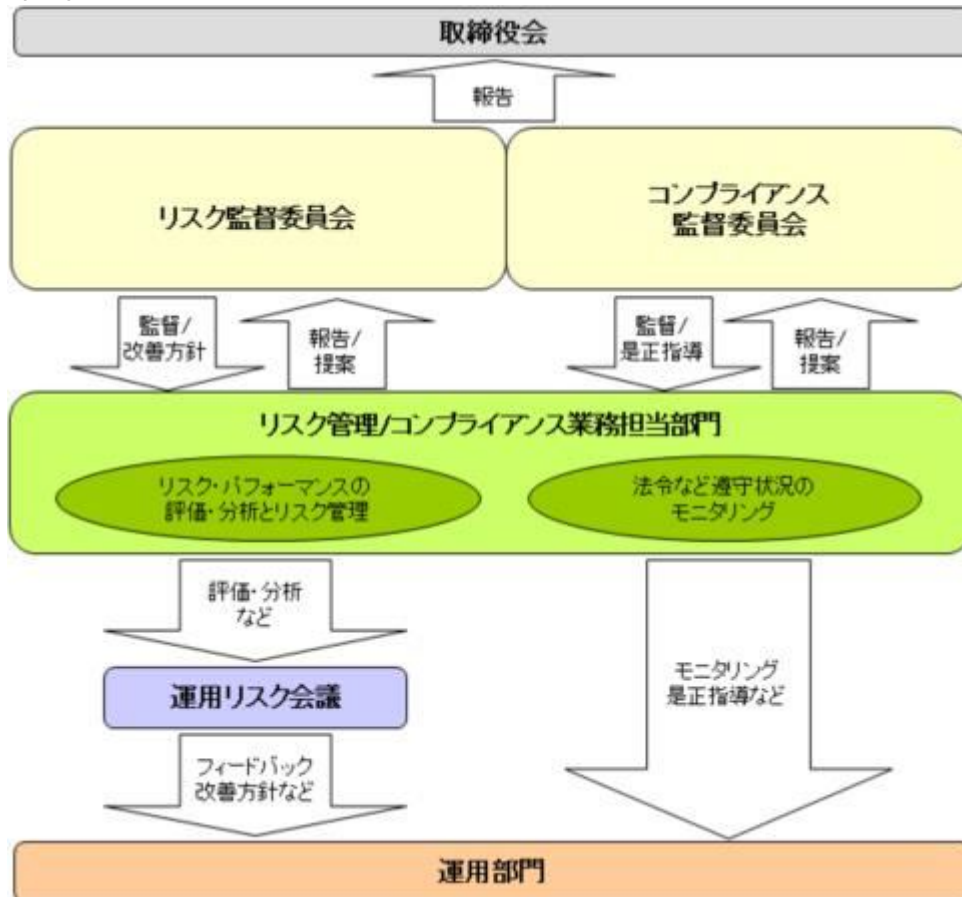 取締役会
報告
リスク監督委員会
コンプライアンス
監督委員会
監督/
改善方針
報告/
提案
監督/
是正指導
報告/
提案
リスク管理/コンプライアンス業務担当部門
リスク・パフォーマンスの
評価・分析とリスク管理
法令など遵守状況の
モニタリング
評価・分析
など
運用リスク会議
モニタリング
是正指導など
フィードバック
改善方針など
運用部門